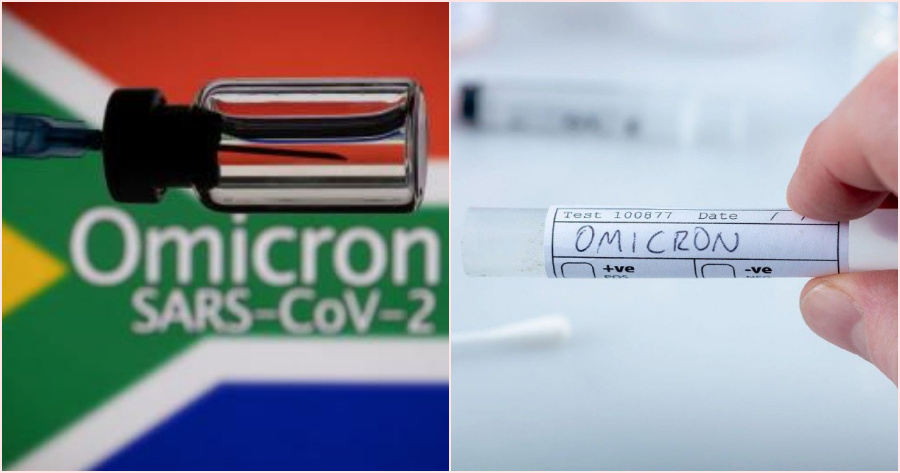 Omicron
SARS-CoV-2
Test 100877 Date / /
OMICRON
+ve -ve